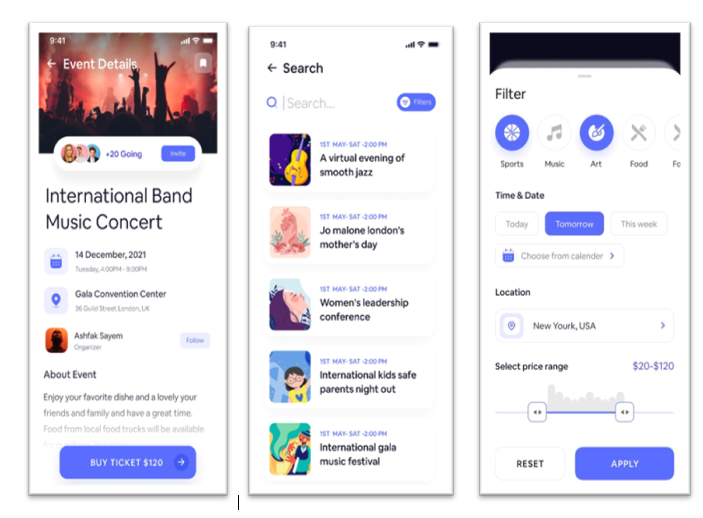 9:41
Event Details
+20 Going
Invite
International Band
Music Concert
14 December, 2021
Tuesday, 4:00PM - 9:00PM
Gala Convention Center
36 Guild Street London, UK
Ashfak Sayem
Organizer
Follow
About Event
Enjoy your favorite dishe and a lovely your
friends and family and have a great time.
Food from local food trucks will be available
BUY TICKET $120
9:41
Search
Search...
Filters
1ST MAY- SAT -2:00 PM
A virtual evening of
smooth jazz
1ST MAY- SAT -2:00 PM
Jo malone london's
mother's day
1ST MAY- SAT -2:00 PM
Women's leadership
conference
1ST MAY- SAT -2:00 PM
International kids safe
parents night out
1ST MAY- SAT -2:00 PM
International gala
music festival
Filter
Sports
Music
Art
Food
Fc
Time & Date
Today
Tomorrow
This week
Choose from calender
Location
New Yourk, USA
Select price range
$20-$120
RESET
APPLY